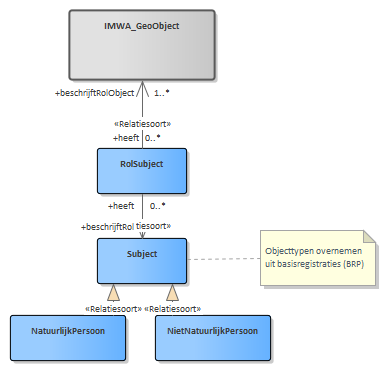 IMWA_GeoObject
+beschrijftRolObject 1..*
«Relatiesoort»
+heeft 0..*
RolSubject
+heeft 0..*
+beschrijftRol tiesoort»
Subject
Objecttypen overnemen
uit basisregistraties (BRP)
«Relatiesoort» «Relatiesoort»
NatuurlijkPersoon NietNatuurlijkPersoon